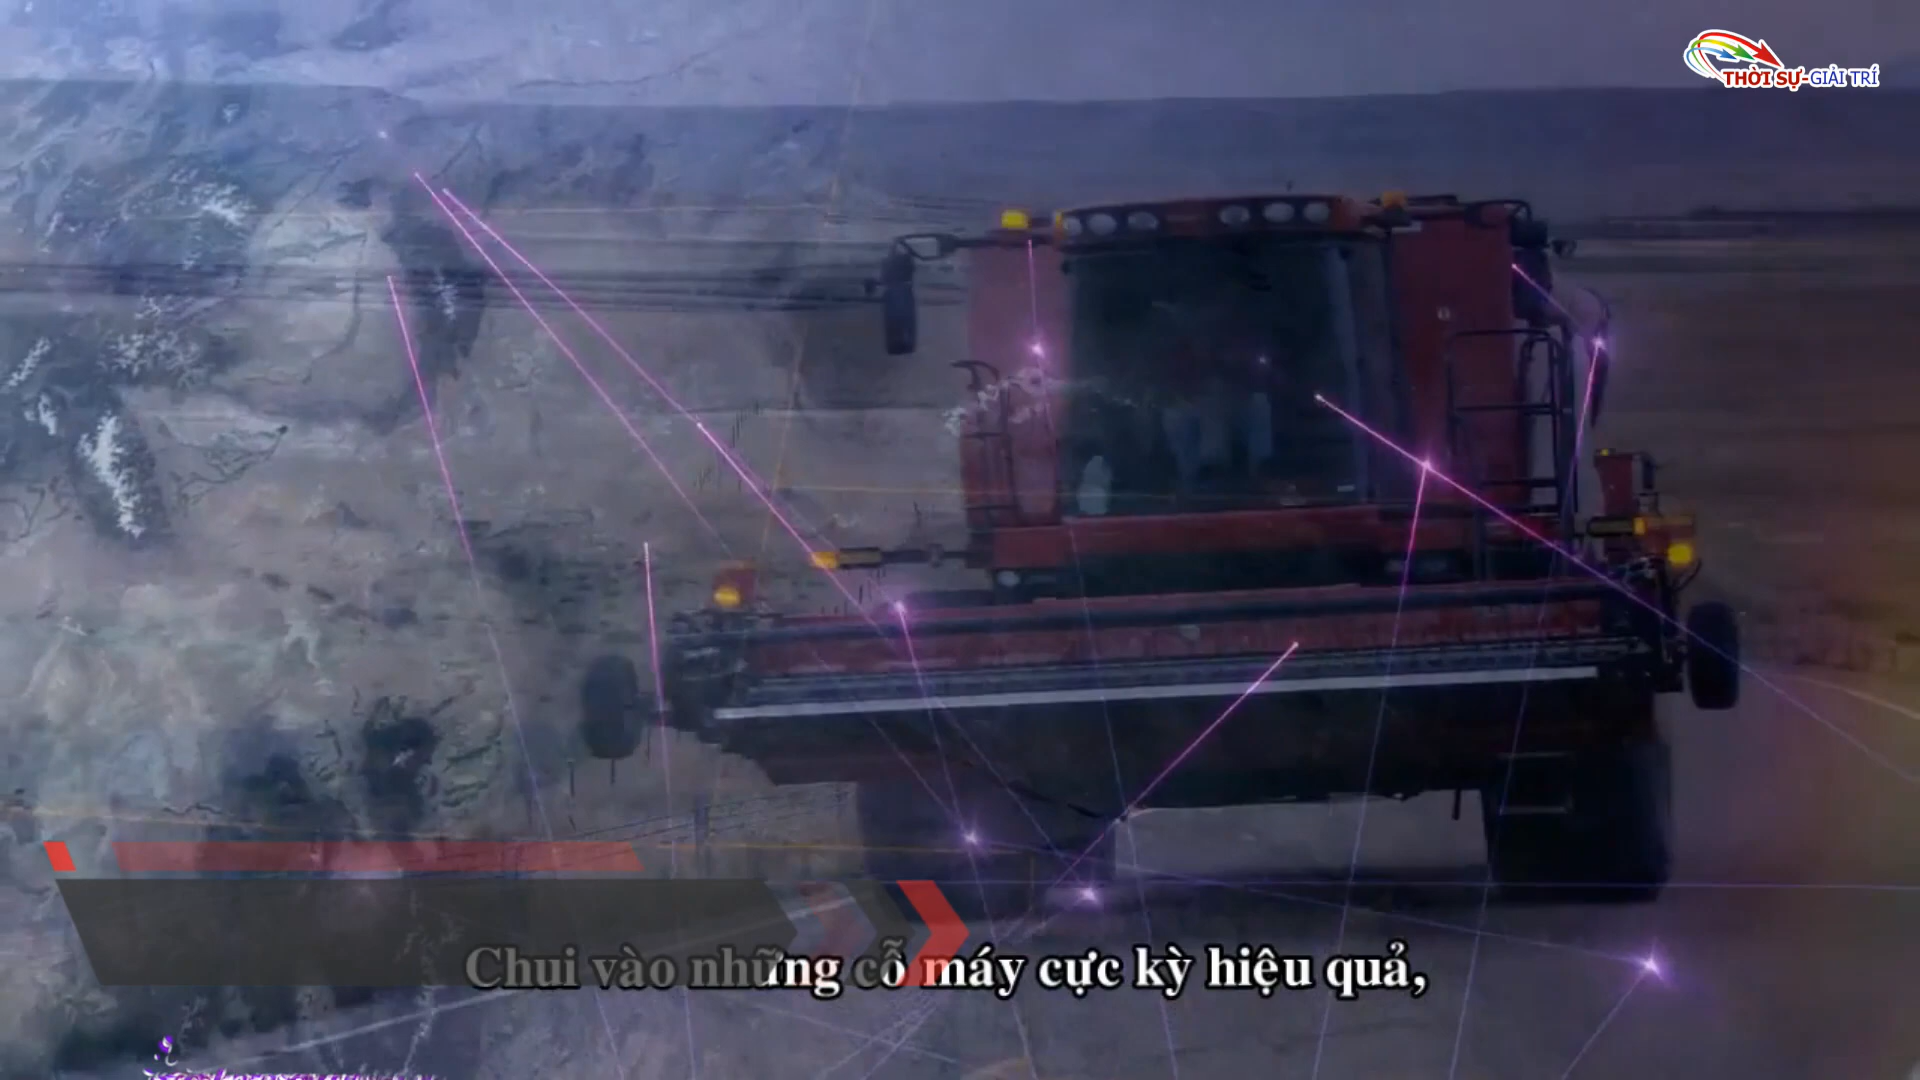 THỜI SỰ-GIẢI TRÍ
Chui vào những cỗ máy cực kỳ hiệu quả,